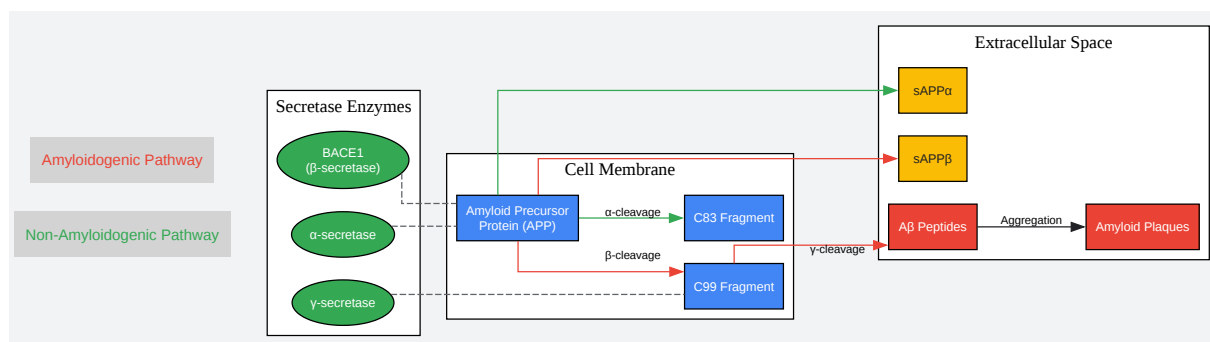 Extracellular Space
sAPPα
Secretase Enzymes
BACE1
(β-secretase)
Amyloidogenic Pathway
sAPPβ
Cell Membrane
Amyloid Precursor
Protein (APP)
α-cleavage
C83 Fragment
Aβ Peptides
Aggregation
Amyloid Plaques
Non-Amyloidogenic Pathway
α-secretase
β-cleavage
γ-cleavage
C99 Fragment
γ-secretase